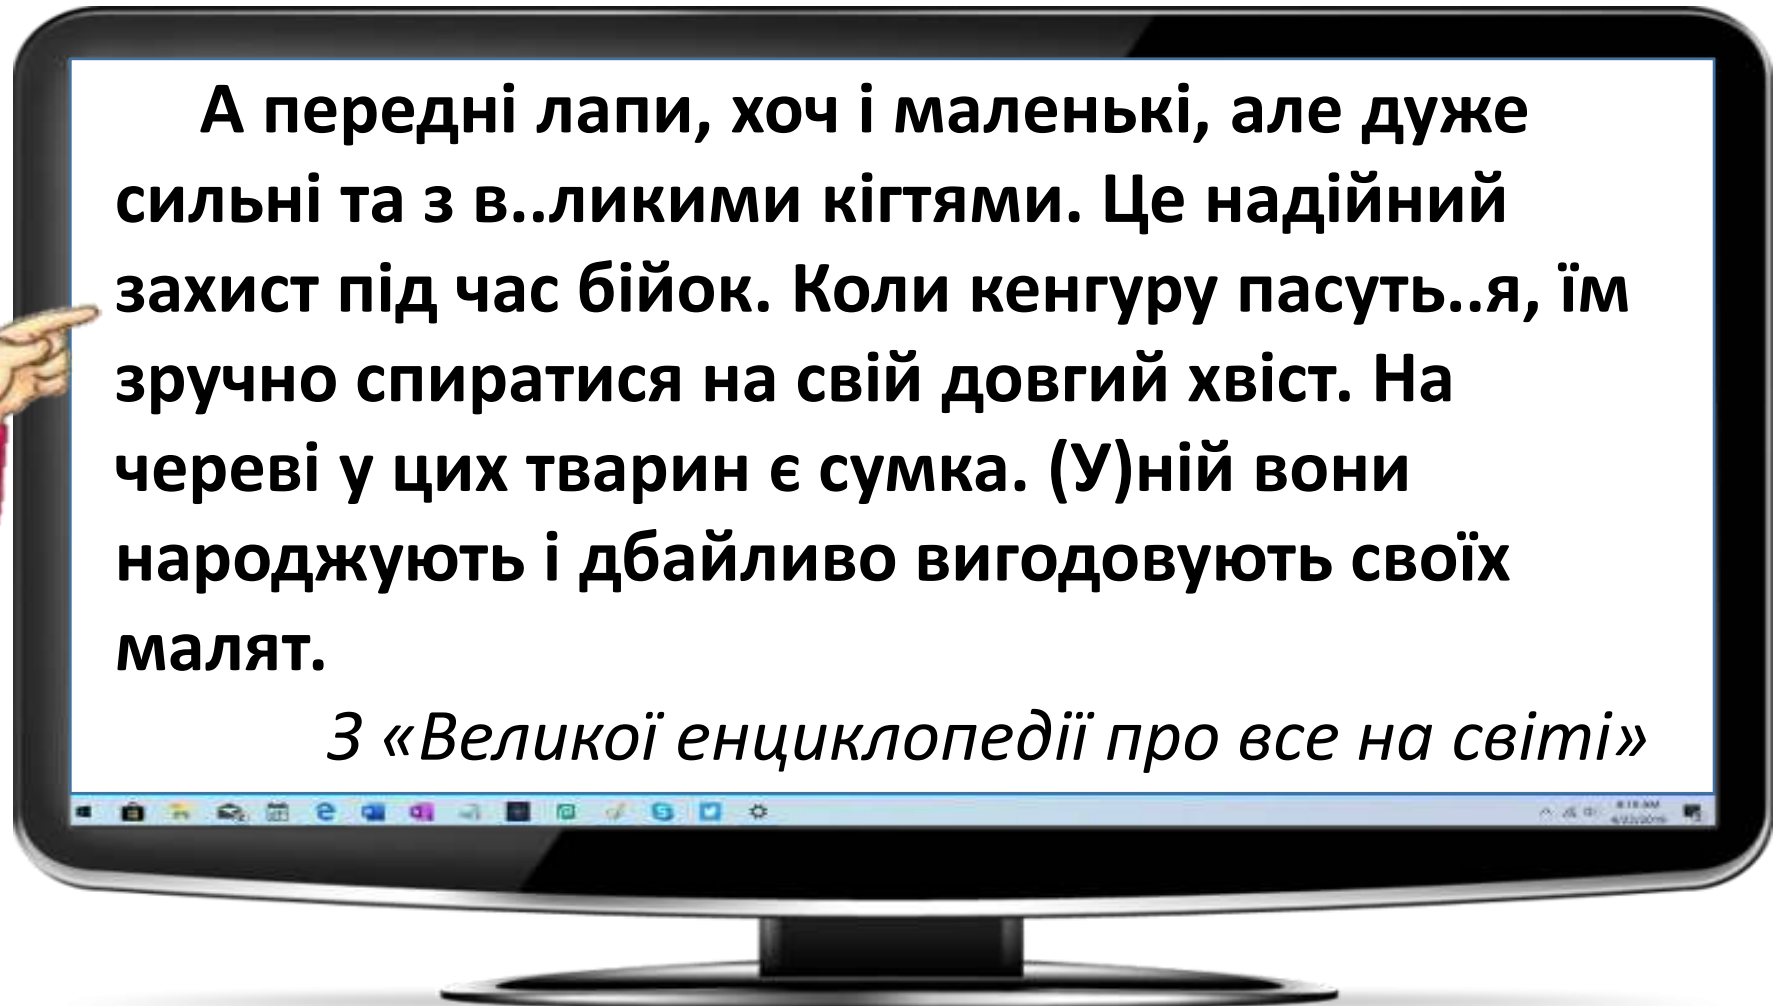 А передні лапи, хоч і маленькі, але дуже
сильні та з в..ликими кігтями. Це надійний
захист під час бійок. Коли кенгуру пасуть..я, їм
зручно спиратися на свій довгий хвіст. На
череві у цих тварин є сумка. (У)ній вони
народжують і дбайливо вигодовують своїх
малят.
З «Великої енциклопедії про все на світі»